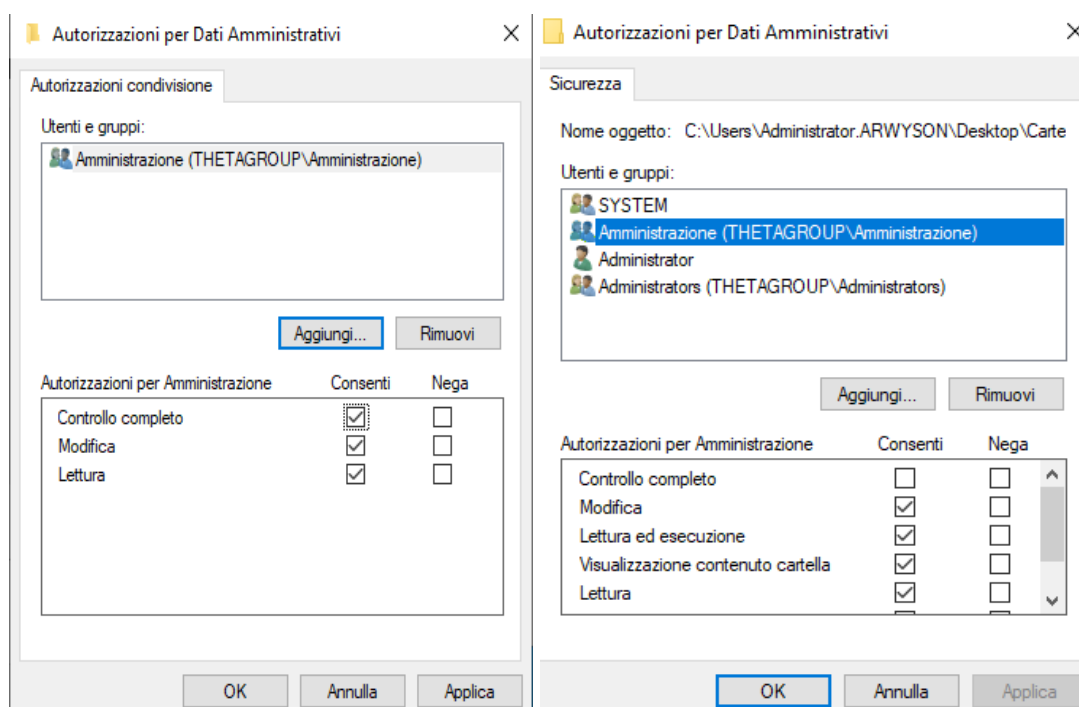 Autorizzazioni per Dati Amministrativi
Autorizzazioni condivisione
Utenti e gruppi:
Amministrazione (THETAGROUP\Amministrazione)
Aggiungi...
Rimuovi
Autorizzazioni per Amministrazione
Consenti
Nega
Controllo completo
Modifica
Lettura
OK
Annulla
Applica
Autorizzazioni per Dati Amministrativi
Sicurezza
Nome oggetto: C:\Users\Administrator.ARWYSON\Desktop\Carte
Utenti e gruppi:
SYSTEM
Amministrazione (THETAGROUP\Amministrazione)
Administrator
Administrators (THETAGROUP\Administrators)
Aggiungi...
Rimuovi
Autorizzazioni per Amministrazione
Consenti
Nega
Controllo completo
Modifica
Lettura ed esecuzione
Visualizzazione contenuto cartella
Lettura
OK
Annulla
Applica